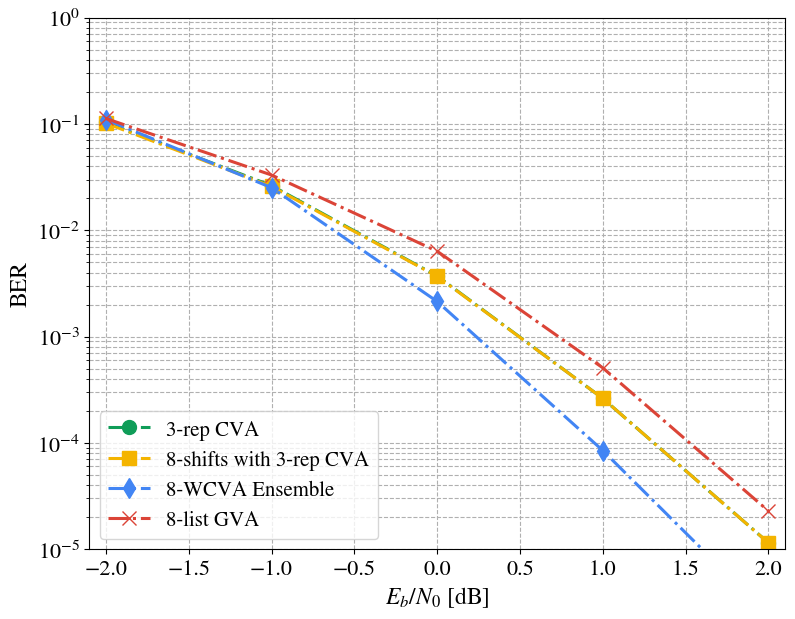 10⁰
10⁻¹
10⁻²
10⁻³
10⁻⁴
10⁻⁵
BER
3-rep CVA
8-shifts with 3-rep CVA
8-WCVA Ensemble
8-list GVA
−2.0 −1.5 −1.0 −0.5 0.0 0.5 1.0 1.5 2.0
E_b/N_0 [dB]